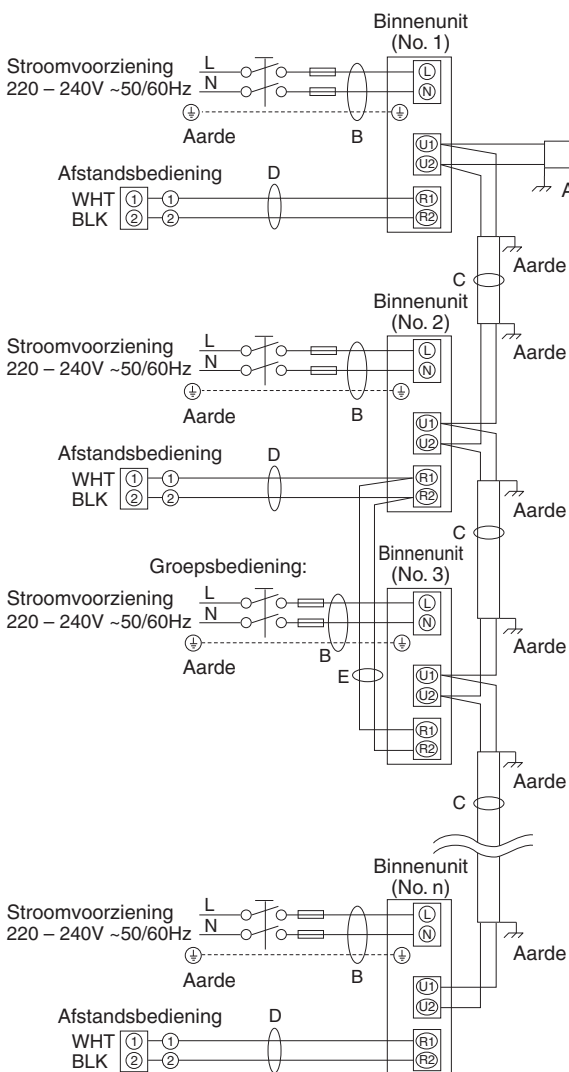 Binnenunit
(No. 1)
Stroomvoorziening
220 – 240V ~50/60Hz
L
N
L
N
Aarde
B
U1
U2
A
Afstandsbediening
D
WHT 1 1
BLK 2 2
R1
R2
Aarde
C
Binnenunit
(No. 2)
Stroomvoorziening
220 – 240V ~50/60Hz
L
N
L
N
Aarde
Aarde
B
U1
U2
Afstandsbediening
D
WHT 1 1
BLK 2 2
R1
R2
Aarde
C
Groepsbediening:
Binnenunit
(No. 3)
Stroomvoorziening
220 – 240V ~50/60Hz
L
N
L
N
Aarde
Aarde
B
E
U1
U2
R1
R2
Aarde
C
Binnenunit
(No. n)
Stroomvoorziening
220 – 240V ~50/60Hz
L
N
L
N
Aarde
Aarde
B
U1
U2
Afstandsbediening
D
WHT 1 1
BLK 2 2
R1
R2